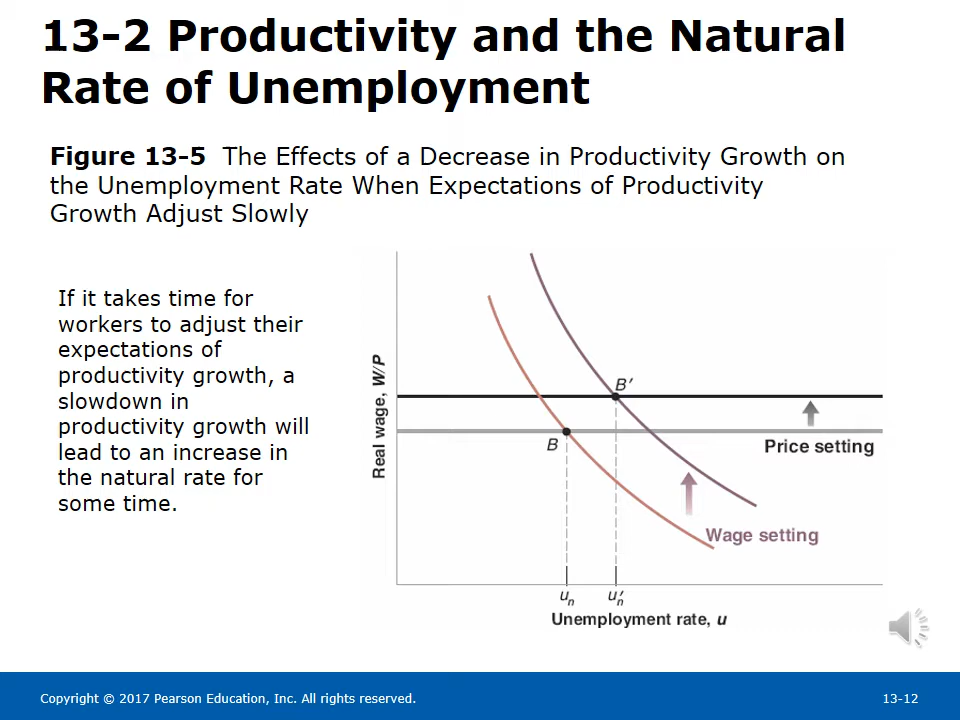 13-2 Productivity and the Natural
Rate of Unemployment
Figure 13-5 The Effects of a Decrease in Productivity Growth on
the Unemployment Rate When Expectations of Productivity
Growth Adjust Slowly
If it takes time for
workers to adjust their
expectations of
productivity growth, a
slowdown in
productivity growth will
lead to an increase in
the natural rate for
some time.
Real wage, W/P
B′
B
Price setting
Wage setting
uₙ
u′ₙ
Unemployment rate, u
Copyright © 2017 Pearson Education, Inc. All rights reserved.
13-12